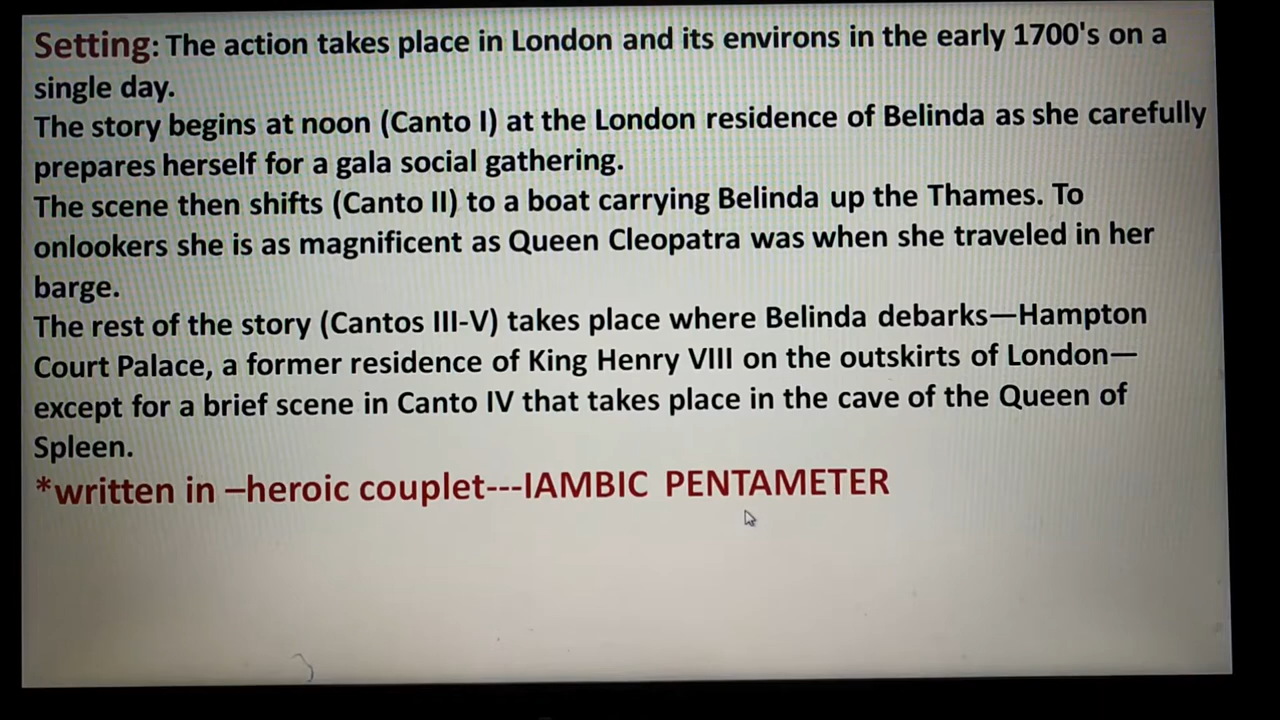 Setting: The action takes place in London and its environs in the early 1700's on a
single day.
The story begins at noon (Canto I) at the London residence of Belinda as she carefully
prepares herself for a gala social gathering.
The scene then shifts (Canto II) to a boat carrying Belinda up the Thames. To
onlookers she is as magnificent as Queen Cleopatra was when she traveled in her
barge.
The rest of the story (Cantos III-V) takes place where Belinda debarks—Hampton
Court Palace, a former residence of King Henry VIII on the outskirts of London—
except for a brief scene in Canto IV that takes place in the cave of the Queen of
Spleen.
*written in –heroic couplet---IAMBIC PENTAMETER